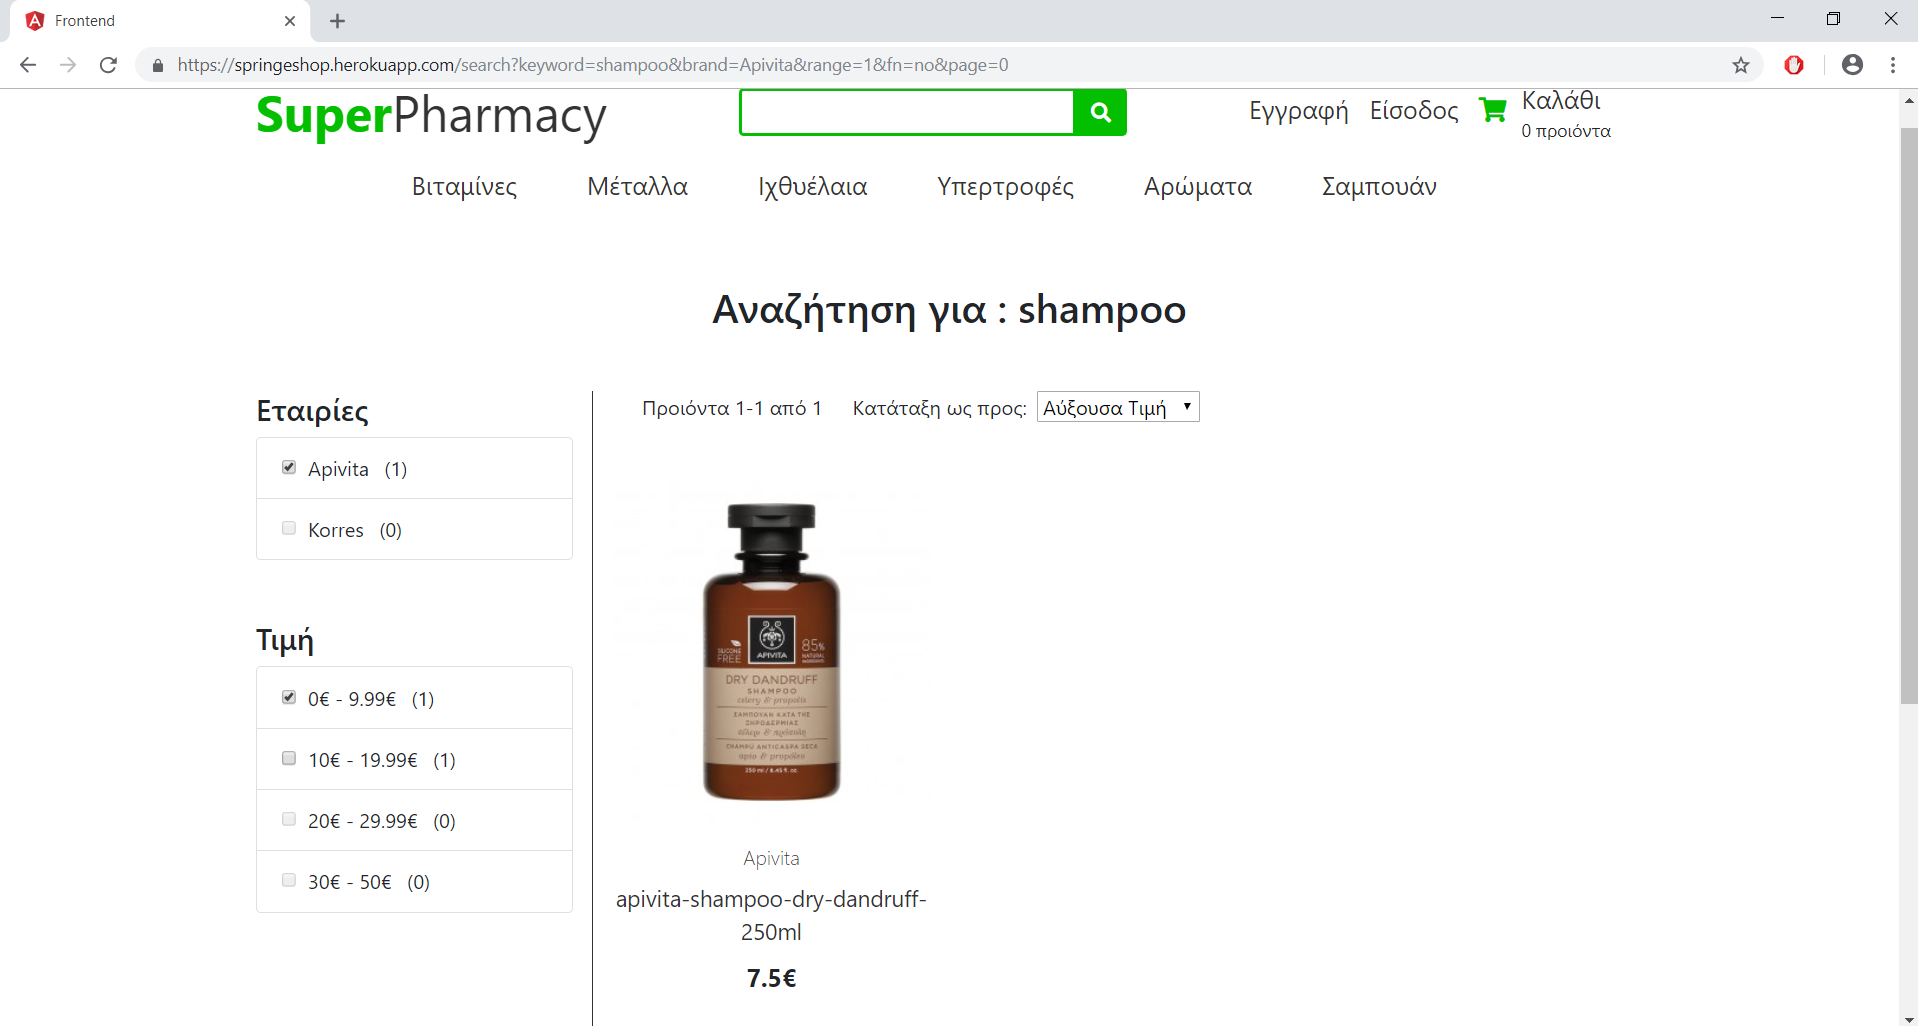 Frontend
https://springeshop.herokuapp.com/search?keyword=shampoo&brand=Apivita&range=1&fn=no&page=0
SuperPharmacy
Εγγραφή Είσοδος Καλάθι
0 προιόντα
Βιταμίνες Μέταλλα Ιχθυέλαια Υπερτροφές Αρώματα Σαμπουάν
Αναζήτηση για : shampoo
Εταιρίες
Apivita (1)
Korres (0)
Τιμή
0€ - 9.99€ (1)
10€ - 19.99€ (1)
20€ - 29.99€ (0)
30€ - 50€ (0)
Προιόντα 1-1 από 1 Κατάταξη ως προς: Αύξουσα Τιμή
SILICONE
FREE
APIVITA
85%
NATURAL
INGREDIENTS
DRY DANDRUFF
SHAMPOO
celery & propolis
ΣΑΜΠΟΥΑΝ ΚΑΤΑ ΤΗΣ
ΞΗΡΟΔΕΡΜΙΑΣ
σέλερι & πρόπολη
CHAMPÚ ANTICASPA SECA
apio & propóleo
250 ml / 8.45 fl. oz.
Apivita
apivita-shampoo-dry-dandruff-
250ml
7.5€